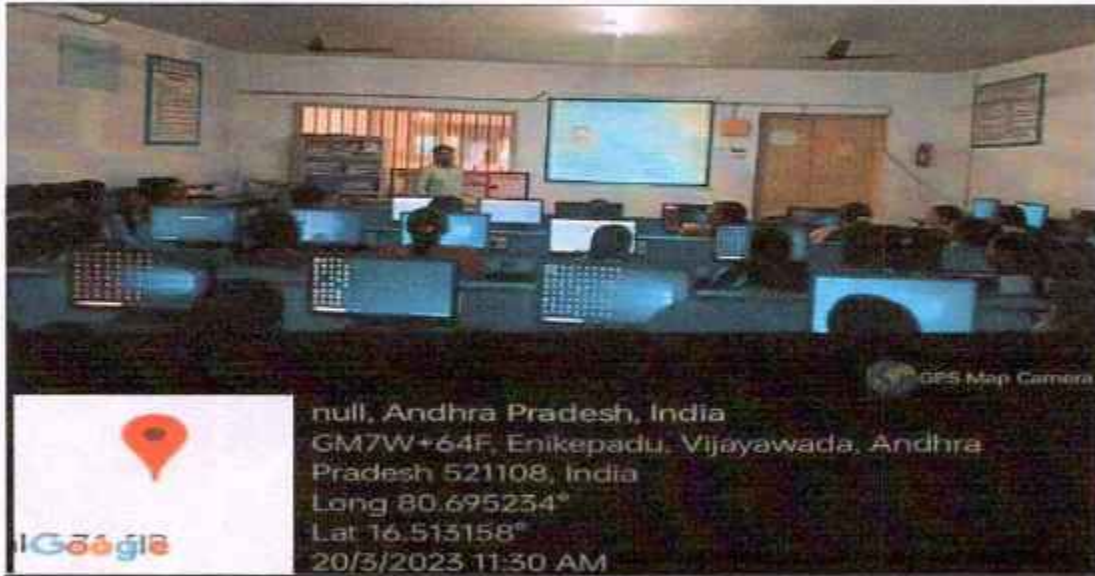 GPS Map Camera
null, Andhra Pradesh, India
GM7W+64F, Enikepadu, Vijayawada, Andhra
Pradesh 521108, India
Long 80.695234°
Lat 16.513158°
20/3/2023 11:30 AM
Google